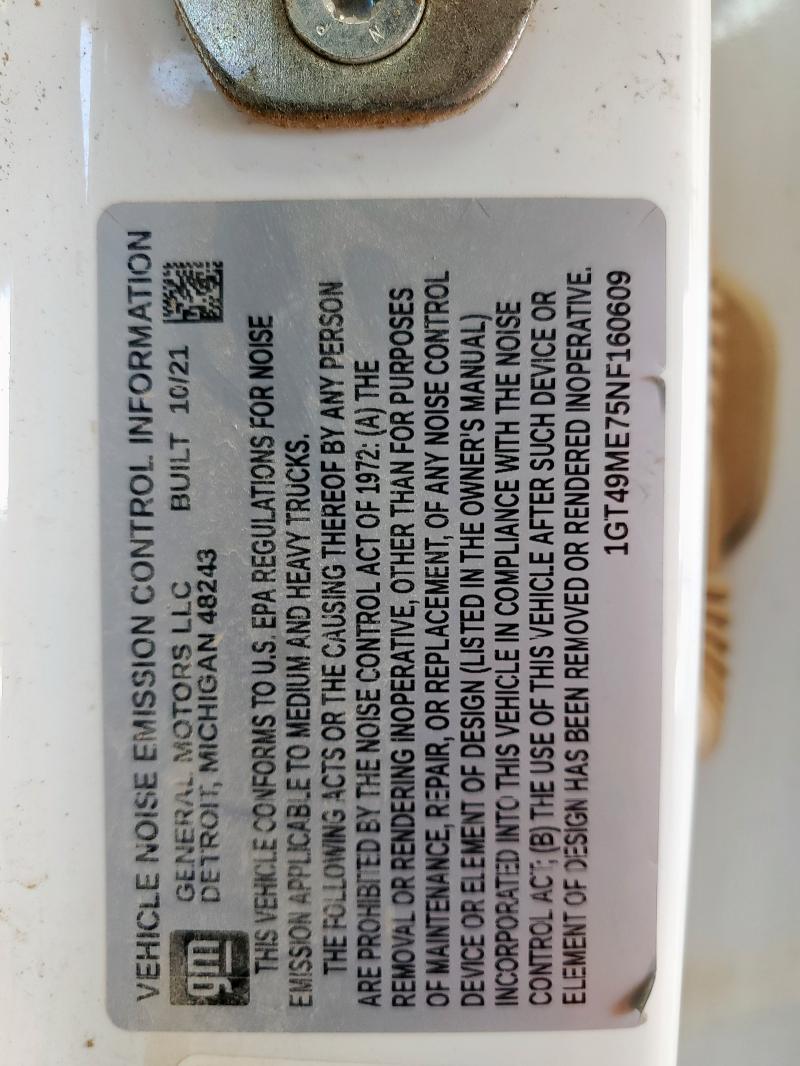 VEHICLE NOISE EMISSION CONTROL INFORMATION
gm
GENERAL MOTORS LLC
DETROIT, MICHIGAN 48243
BUILT 10/21
THIS VEHICLE CONFORMS TO U.S. EPA REGULATIONS FOR NOISE
EMISSION APPLICABLE TO MEDIUM AND HEAVY TRUCKS.
THE FOLLOWING ACTS OR THE CAUSING THEREOF BY ANY PERSON
ARE PROHIBITED BY THE NOISE CONTROL ACT OF 1972: (A) THE
REMOVAL OR RENDERING INOPERATIVE, OTHER THAN FOR PURPOSES
OF MAINTENANCE, REPAIR, OR REPLACEMENT, OF ANY NOISE CONTROL
DEVICE OR ELEMENT OF DESIGN (LISTED IN THE OWNER'S MANUAL)
INCORPORATED INTO THIS VEHICLE IN COMPLIANCE WITH THE NOISE
CONTROL ACT; (B) THE USE OF THIS VEHICLE AFTER SUCH DEVICE OR
ELEMENT OF DESIGN HAS BEEN REMOVED OR RENDERED INOPERATIVE.
1GT49ME75NF160609